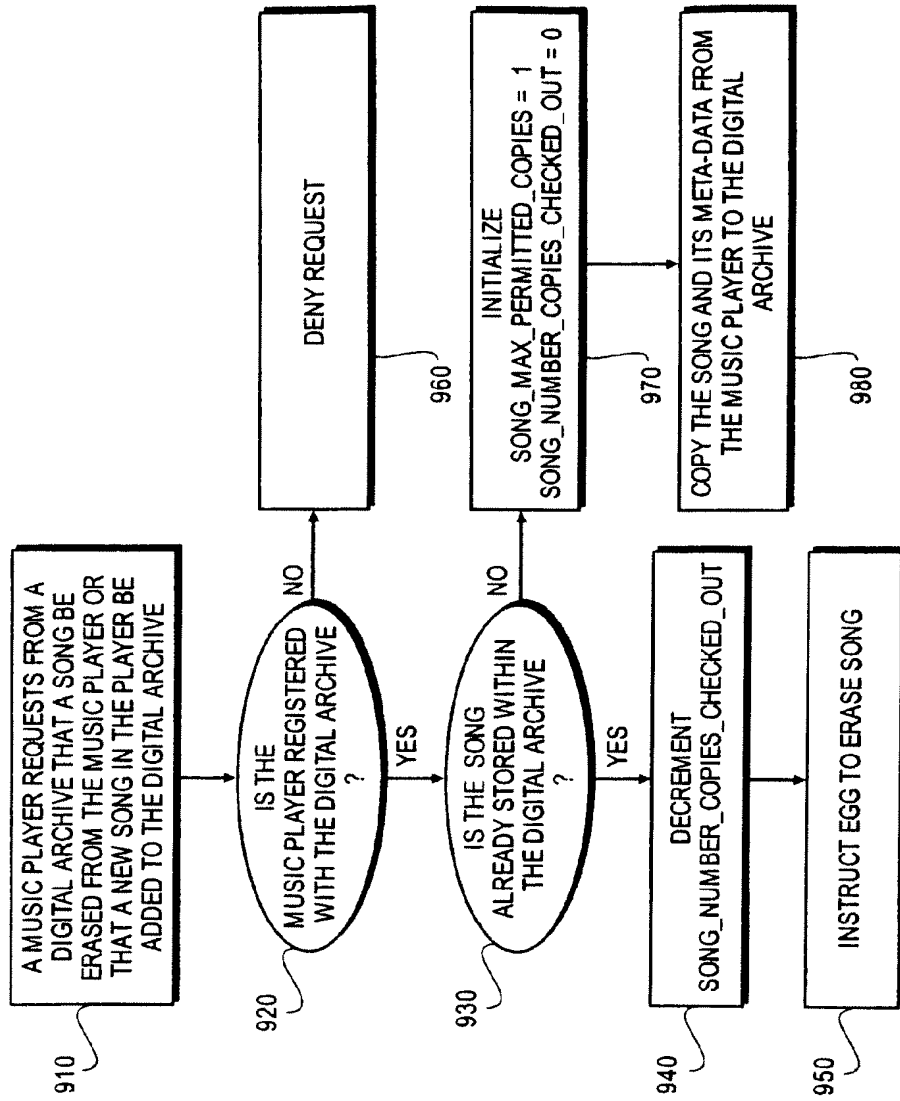 A MUSIC PLAYER REQUESTS FROM A
DIGITAL ARCHIVE THAT A SONG BE
ERASED FROM THE MUSIC PLAYER OR
THAT A NEW SONG IN THE PLAYER BE
ADDED TO THE DIGITAL ARCHIVE
910
IS THE
MUSIC PLAYER REGISTERED
WITH THE DIGITAL ARCHIVE
?
920
NO
DENY REQUEST
960
YES
IS THE SONG
ALREADY STORED WITHIN
THE DIGITAL ARCHIVE
?
930
NO
INITIALIZE
SONG_MAX_PERMITTED_COPIES = 1
SONG_NUMBER_COPIES_CHECKED_OUT = 0
970
YES
DECREMENT
SONG_NUMBER_COPIES_CHECKED_OUT
940
COPY THE SONG AND ITS META-DATA FROM
THE MUSIC PLAYER TO THE DIGITAL
ARCHIVE
980
INSTRUCT EGG TO ERASE SONG
950